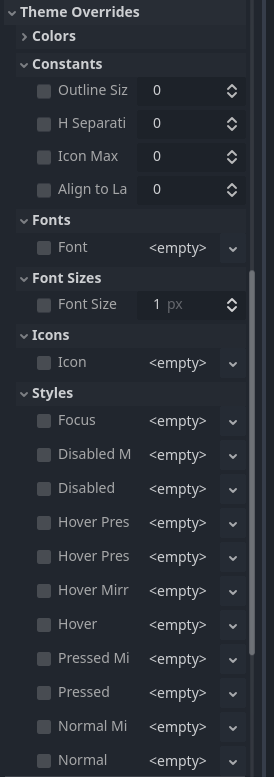 Theme Overrides
Colors
Constants
Outline Siz 0
H Separati 0
Icon Max 0
Align to La 0
Fonts
Font <empty>
Font Sizes
Font Size 1 px
Icons
Icon <empty>
Styles
Focus <empty>
Disabled M <empty>
Disabled <empty>
Hover Pres <empty>
Hover Pres <empty>
Hover Mirr <empty>
Hover <empty>
Pressed Mi <empty>
Pressed <empty>
Normal Mi <empty>
Normal <empty>